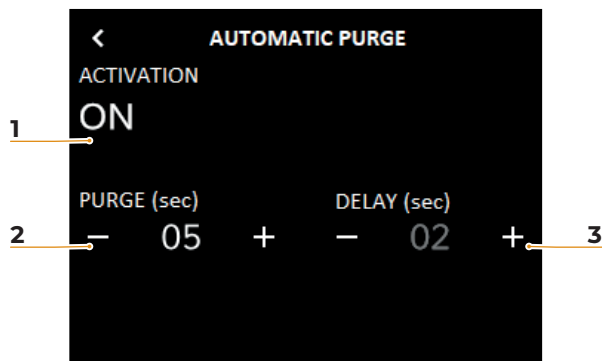 < AUTOMATIC PURGE
ACTIVATION
ON
1
PURGE (sec) DELAY (sec)
2 − 05 + − 02 + 3